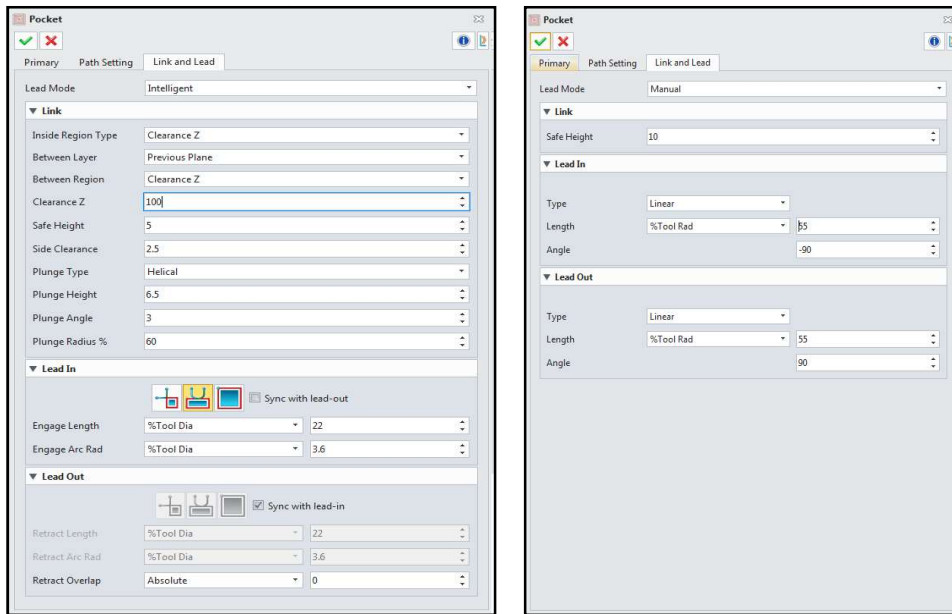 Pocket
Primary Path Setting Link and Lead
Lead Mode Intelligent
Link
Inside Region Type Clearance Z
Between Layer Previous Plane
Between Region Clearance Z
Clearance Z 100
Safe Height 5
Side Clearance 2.5
Plunge Type Helical
Plunge Height 6.5
Plunge Angle 3
Plunge Radius % 60
Lead In
Sync with lead-out
Engage Length %Tool Dia 22
Engage Arc Rad %Tool Dia 3.6
Lead Out
Sync with lead-in
Retract Length %Tool Dia 22
Retract Arc Rad %Tool Dia 3.6
Retract Overlap Absolute 0
Pocket
Primary Path Setting Link and Lead
Lead Mode Manual
Link
Safe Height 10
Lead In
Type Linear
Length %Tool Rad 55
Angle -90
Lead Out
Type Linear
Length %Tool Rad 55
Angle 90